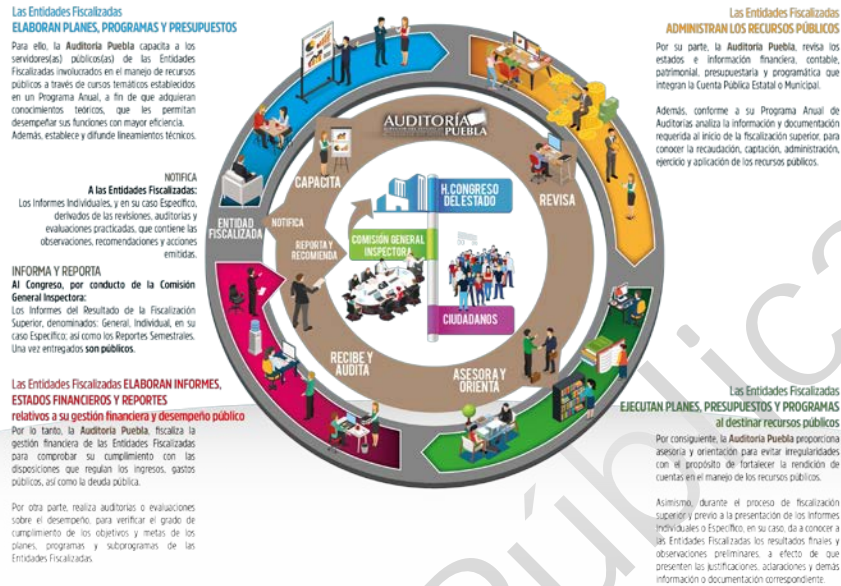 Las Entidades Fiscalizadas
ELABORAN PLANES, PROGRAMAS Y PRESUPUESTOS
Para ello, la Auditoría Puebla capacita a los
servidores(as) públicos(as) de las Entidades
Fiscalizadas involucrados en el manejo de recursos
públicos a través de cursos temáticos establecidos
en un Programa Anual, a fin de que adquieran
conocimientos teóricos, que les permitan
desempeñar sus funciones con mayor eficiencia.
Además, establece y difunde lineamientos técnicos.
NOTIFICA
A las Entidades Fiscalizadas:
Los Informes Individuales, y en su caso Específico,
derivados de las revisiones, auditorías y
evaluaciones practicadas, que contiene las
observaciones, recomendaciones y acciones
emitidas.
INFORMA Y REPORTA
Al Congreso, por conducto de la Comisión
General Inspectora:
Los Informes del Resultado de la Fiscalización
Superior, denominados: General, Individual, en su
caso Específico; así como los Reportes Semestrales.
Una vez entregados son públicos.
Las Entidades Fiscalizadas ELABORAN INFORMES,
ESTADOS FINANCIEROS Y REPORTES
relativos a su gestión financiera y desempeño público
Por lo tanto, la Auditoría Puebla, fiscaliza la
gestión financiera de las Entidades Fiscalizadas
para comprobar su cumplimiento con las
disposiciones que regulan los ingresos, gastos
públicos, así como la deuda pública.
Por otra parte, realiza auditorías o evaluaciones
sobre el desempeño, para verificar el grado de
cumplimiento de los objetivos y metas de los
planes, programas y subprogramas de las
Entidades Fiscalizadas.
AUDITORÍA
PUEBLA
CAPACITA
REVISA
H. CONGRESO
DEL ESTADO
ENTIDAD
FISCALIZADA
NOTIFICA
REPORTA Y
RECOMIENDA
COMISIÓN GENERAL
INSPECTORA
CIUDADANOS
RECIBE Y
AUDITA
ASESORA Y
ORIENTA
Las Entidades Fiscalizadas
ADMINISTRAN LOS RECURSOS PÚBLICOS
Por su parte, la Auditoría Puebla, revisa los
estados e información financiera, contable,
patrimonial, presupuestaria y programática que
integran la Cuenta Pública Estatal o Municipal.
Además, conforme a su Programa Anual de
Auditorías analiza la información y documentación
requerida al inicio de la fiscalización superior, para
conocer la recaudación, captación, administración,
ejercicio y aplicación de los recursos públicos.
Las Entidades Fiscalizadas
EJECUTAN PLANES, PRESUPUESTOS Y PROGRAMAS
al destinar recursos públicos
Por consiguiente, la Auditoría Puebla proporciona
asesoría y orientación para evitar irregularidades
con el propósito de fortalecer la rendición de
cuentas en el manejo de los recursos públicos.
Asimismo, durante el proceso de fiscalización
superior y previo a la presentación de los Informes
Individuales o Específico, en su caso, da a conocer a
las Entidades Fiscalizadas los resultados finales y
observaciones preliminares, a efecto de que
presenten las justificaciones, aclaraciones y demás
información o documentación correspondiente.